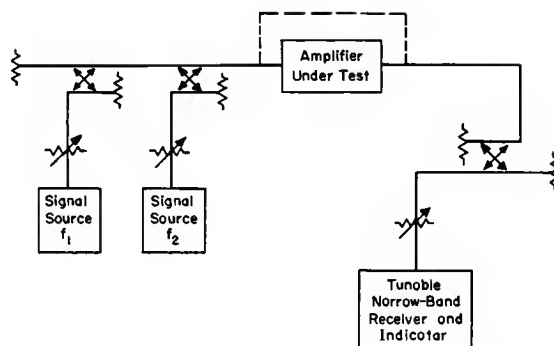 Amplifier
Under Test
Signal
Source
f1
Signal
Source
f2
Tunoble
Norrow-Band
Receiver ond
Indicotar